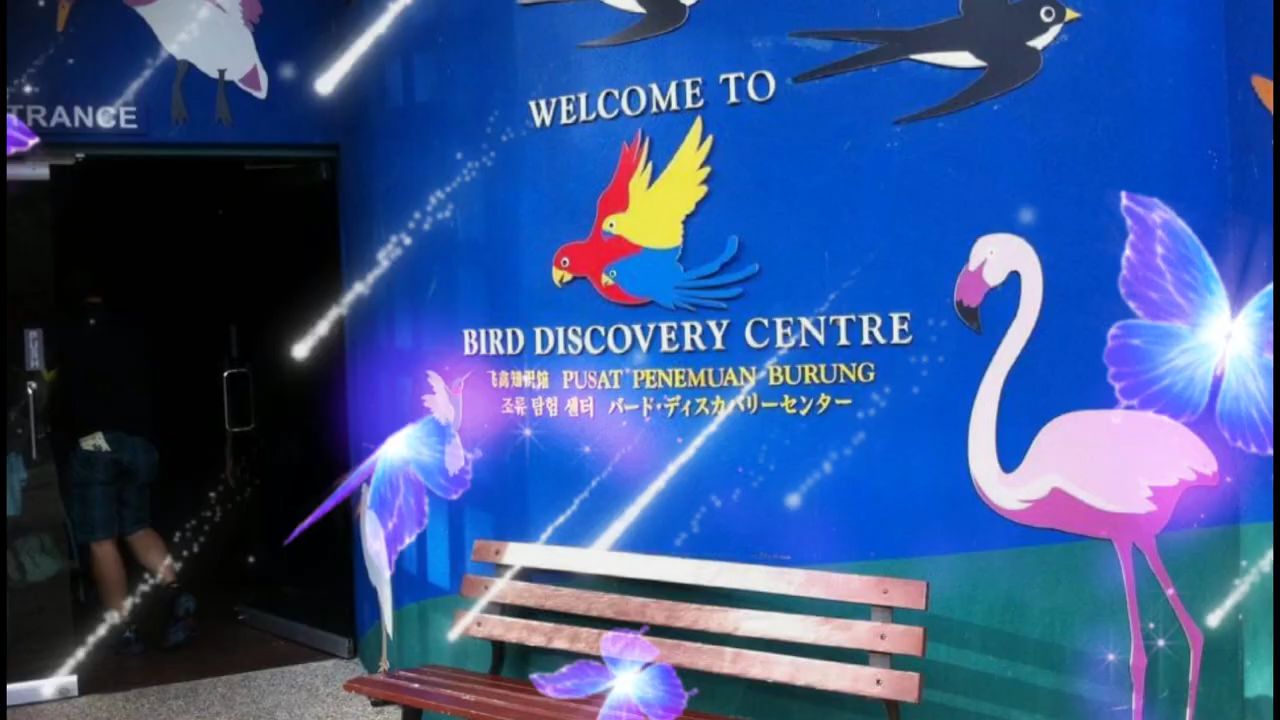 TRANCE
WELCOME TO
BIRD DISCOVERY CENTRE
飞禽知识馆 PUSAT PENEMUAN BURUNG
조류 탐험 센터 バード・ディスカバリーセンター